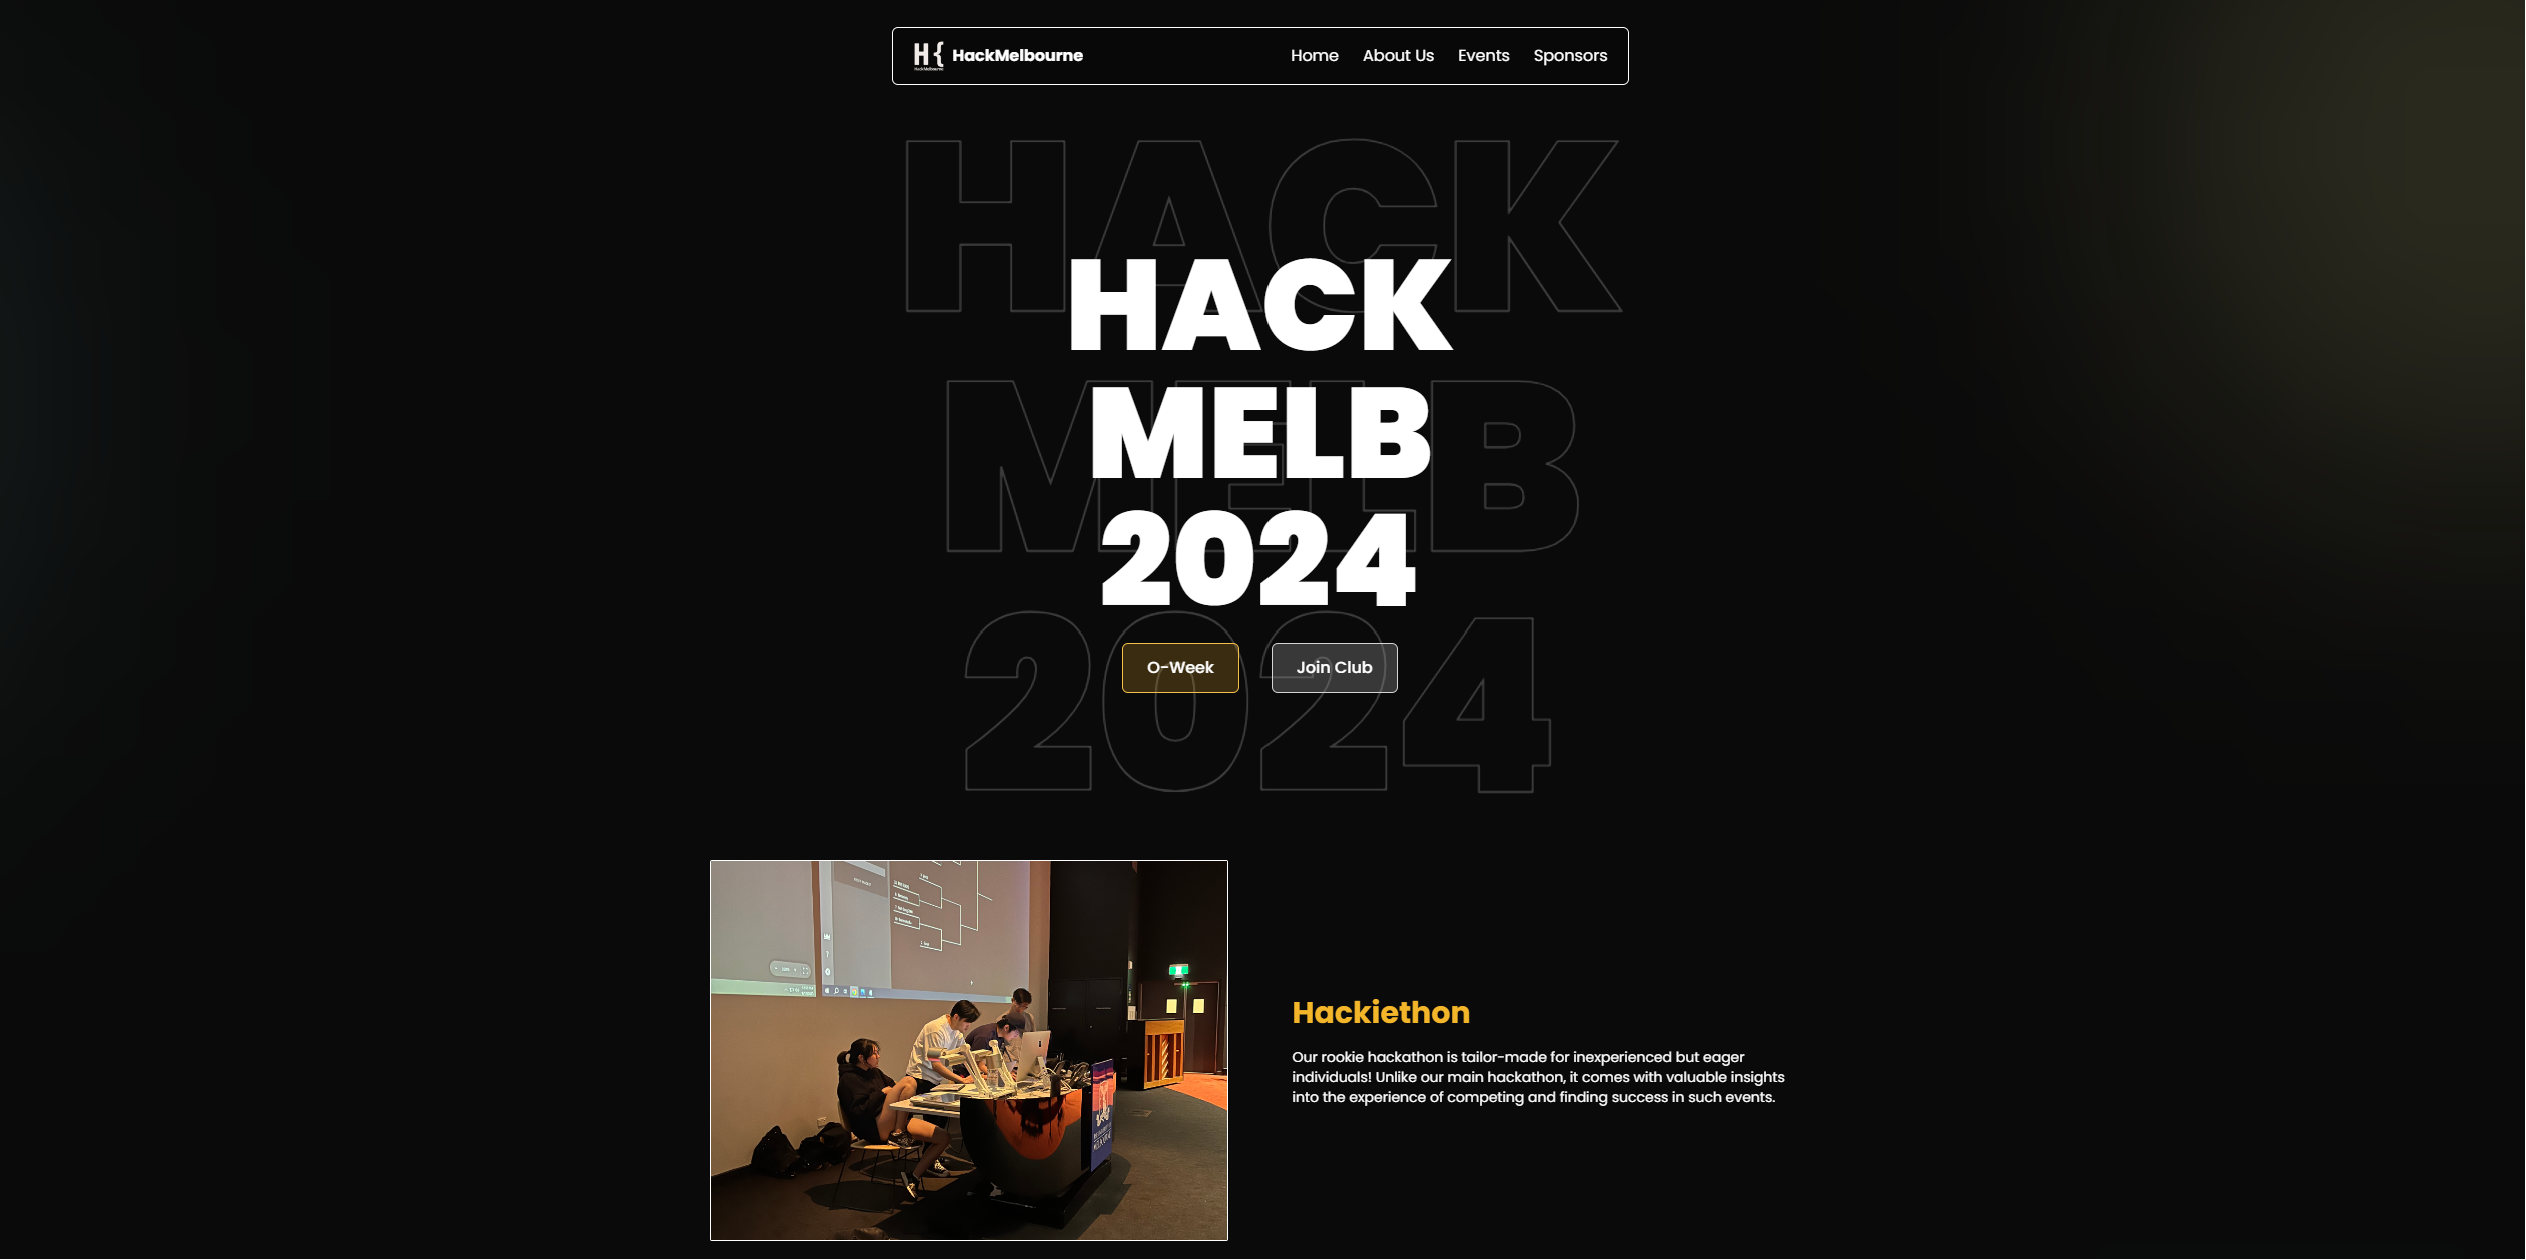 H{
HackMelbourne
HackMelbourne
Home
About Us
Events
Sponsors
HACK
MELB
2024
HACK
MELB
2024
O-Week
Join Club
Hackiethon
Our rookie hackathon is tailor-made for inexperienced but eager
individuals! Unlike our main hackathon, it comes with valuable insights
into the experience of competing and finding success in such events.
MELBOURNE